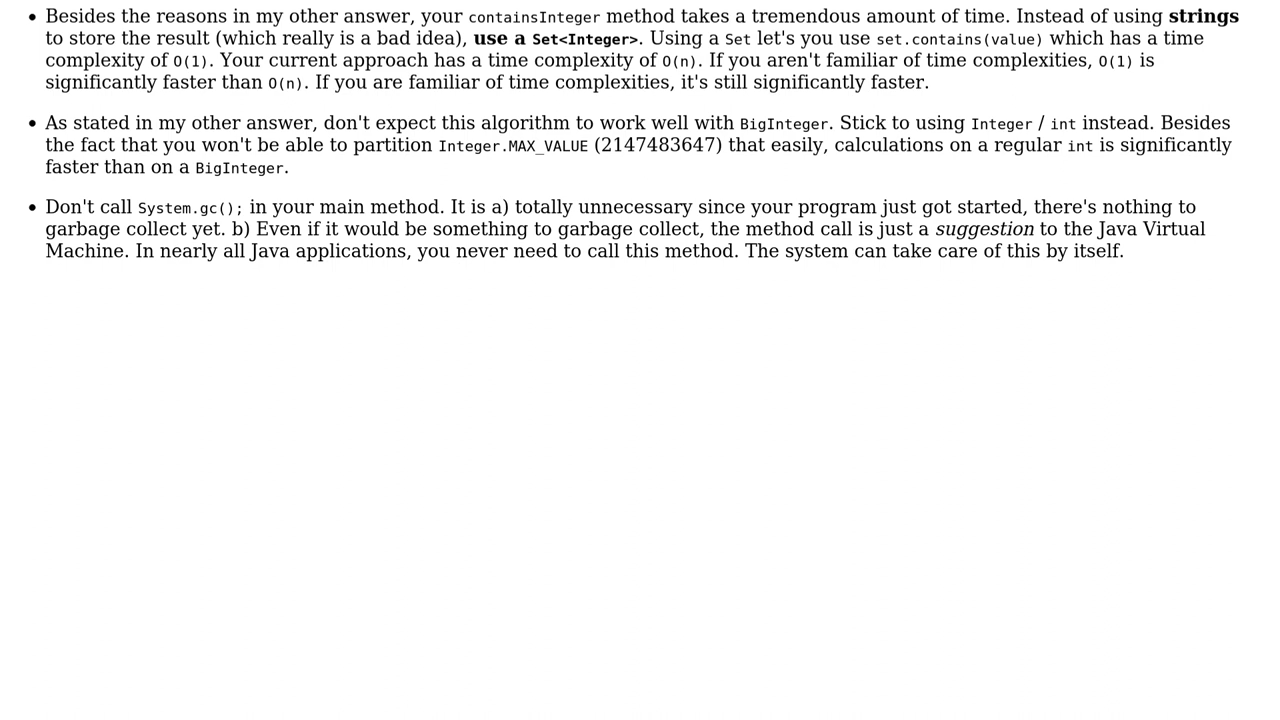 • Besides the reasons in my other answer, your containsInteger method takes a tremendous amount of time. Instead of using strings
to store the result (which really is a bad idea), use a Set<Integer>. Using a Set let's you use set.contains(value) which has a time
complexity of O(1). Your current approach has a time complexity of O(n). If you aren't familiar of time complexities, O(1) is
significantly faster than O(n). If you are familiar of time complexities, it's still significantly faster.
• As stated in my other answer, don't expect this algorithm to work well with BigInteger. Stick to using Integer / int instead. Besides
the fact that you won't be able to partition Integer.MAX_VALUE (2147483647) that easily, calculations on a regular int is significantly
faster than on a BigInteger.
• Don't call System.gc(); in your main method. It is a) totally unnecessary since your program just got started, there's nothing to
garbage collect yet. b) Even if it would be something to garbage collect, the method call is just a suggestion to the Java Virtual
Machine. In nearly all Java applications, you never need to call this method. The system can take care of this by itself.